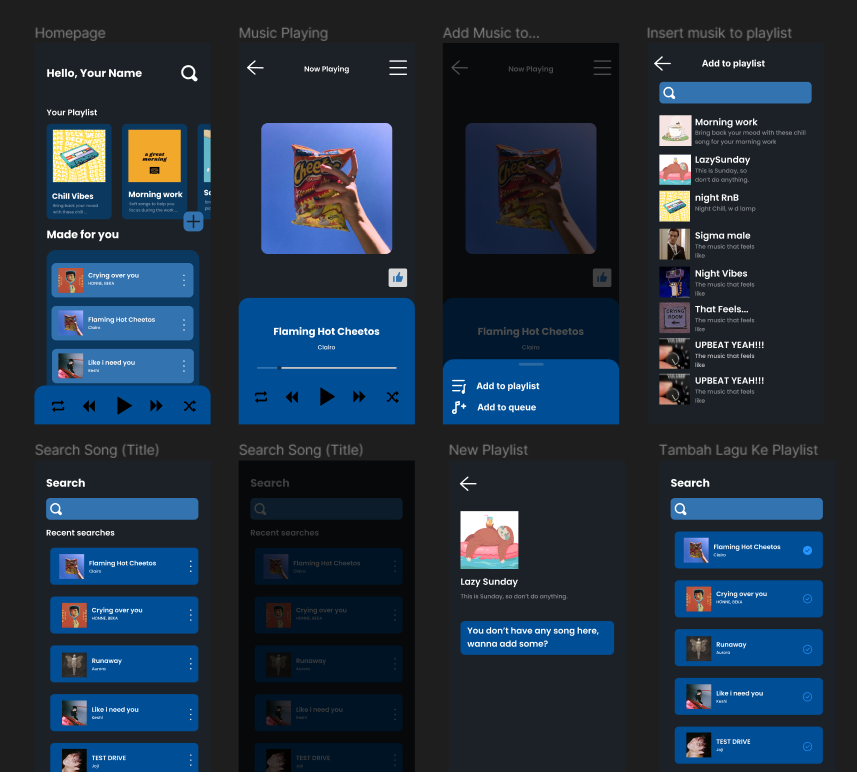 Homepage
Hello, Your Name
Your Playlist
Chill Vibes
Bring back your mood
with these chill...
a great
morning
Morning work
Soft songs to help you
focus during the math ...
Made for you
Crying over you
HONNE, BEKA
Flaming Hot Cheetos
Clairo
Like i need you
Keshi
Music Playing
Now Playing
Flaming Hot Cheetos
Clairo
Add Music to...
Now Playing
Flaming Hot Cheetos
Clairo
Add to playlist
Add to queue
Insert musik to playlist
Add to playlist
Morning work
Bring back your mood with these chill
song for your morning work
LazySunday
This is Sunday, so
don't do anything.
night RnB
Night Chill, w d lamp
Sigma male
The music that feels
like
Night Vibes
The music that feels
like
CRYING
ROOM
That Feels...
The music that feels
like
UPBEAT YEAH!!!
The music that feels
like
UPBEAT YEAH!!!
The music that feels
like
Search Song (Title)
Search
Recent searches
Flaming Hot Cheetos
Clairo
Crying over you
HONNE, BEKA
Runaway
Aurora
Like i need you
Keshi
TEST DRIVE
Joji
Search Song (Title)
Search
Recent searches
Flaming Hot Cheetos
Clairo
Crying over you
HONNE, BEKA
Runaway
Aurora
Like i need you
Keshi
TEST DRIVE
Joji
New Playlist
Lazy Sunday
This is Sunday, so don't do anything.
You don't have any song here,
wanna add some?
Tambah Lagu Ke Playlist
Search
Flaming Hot Cheetos
Clairo
Crying over you
HONNE, BEKA
Runaway
Aurora
Like i need you
Keshi
TEST DRIVE
Joji